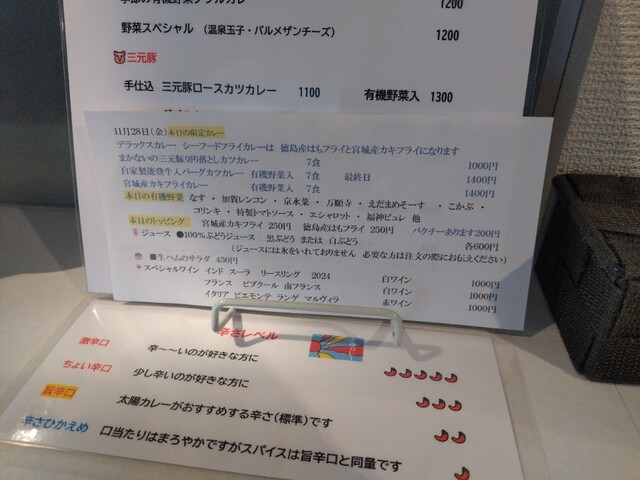 季節の有機野菜 カレー 1200
野菜スペシャル （温泉玉子・パルメザンチーズ） 1200
三元豚
手仕込 三元豚ロースカツカレー 1100 有機野菜入 1300
11月28日（金）本日の限定カレー
デラックスカレー シーフードフライカレーは 徳島産はもフライと宮城産カキフライになります
まかないの三元豚切り落としカツカレー 7食 1000円
自家製能登牛入バーグカツカレー 有機野菜入 7食 最終日 1400円
宮城産カキフライカレー 有機野菜入 7食 1400円
本日の有機野菜 なす ・ 加賀レンコン ・ 京水菜 ・ 万願寺 ・ えだまめそーす ・ こかぶ ・
コリンキ ・ 特製トマトソース ・ エシャロット ・ 福神ピュレ 他
本日のトッピング 宮城産カキフライ 250円 徳島産はもフライ 250円 パクチーあります200円
ジュース ●100％ぶどうジュース 黒ぶどう または 白ぶどう 各600円
（ジュースには氷をいれておりません 必要な方は注文の際にお伝えください）
■生ハムのサラダ 450円
スペシャルワイン インド スーラ リースリング 2024 白ワイン 1000円
フランス ピプクール 南フランス 白ワイン 1000円
イタリア ピエモンテ ランゲ マルヴィラ 赤ワイン 1000円
辛さレベル
激辛口 辛〜〜いのが好きな方に
ちょい辛口 少し辛いのが好きな方に
旨辛口 太陽カレーがおすすめする辛さ（標準）です
辛さひかえめ 口当たりはまろやかですがスパイスは旨辛口と同量です